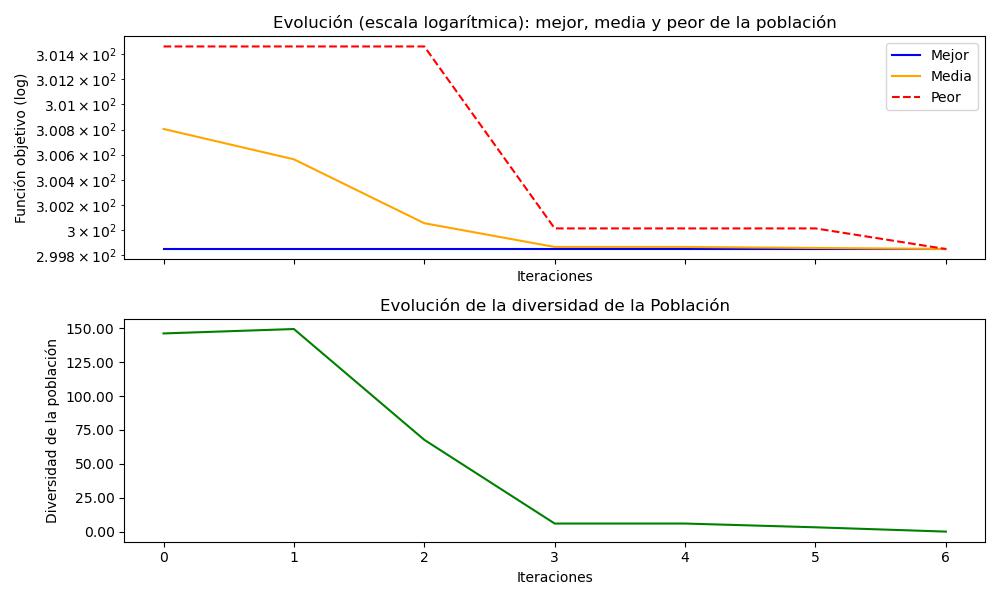 Evolución (escala logarítmica): mejor, media y peor de la población
Función objetivo (log)
3.014 × 10²
3.012 × 10²
3.01 × 10²
3.008 × 10²
3.006 × 10²
3.004 × 10²
3.002 × 10²
3 × 10²
2.998 × 10²
Mejor
Media
Peor
Iteraciones
Evolución de la diversidad de la Población
Diversidad de la población
150.00
125.00
100.00
75.00
50.00
25.00
0.00
0 1 2 3 4 5 6
Iteraciones